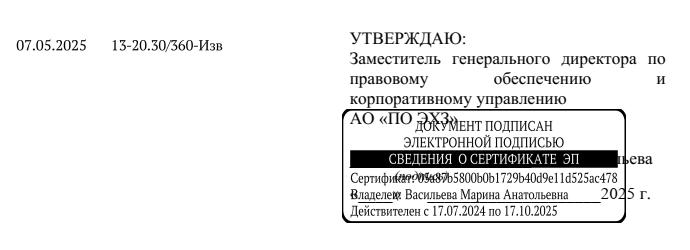 07.05.2025 13-20.30/360-Изв
УТВЕРЖДАЮ:
Заместитель генерального директора по
правовому обеспечению и
корпоративному управлению
АО «ПО ЭХЗ»
ДОКУМЕНТ ПОДПИСАН
ЭЛЕКТРОННОЙ ПОДПИСЬЮ
СВЕДЕНИЯ О СЕРТИФИКАТЕ ЭП
Сертификат: 03a87b5800b0b1729b40d9e11d525ac478
Владелец: Васильева Марина Анатольевна
2025 г.
Действителен с 17.07.2024 по 17.10.2025